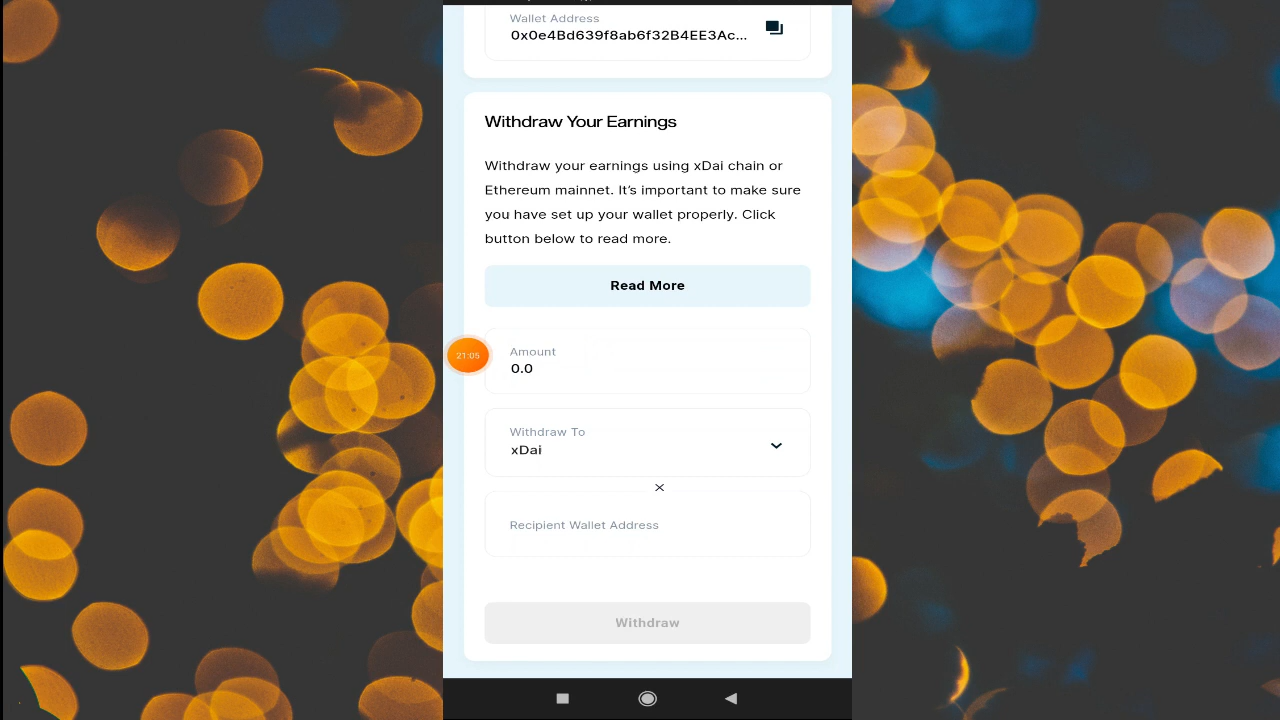 Wallet Address
0x0e4Bd639f8ab6f32B4EE3Ac...
Withdraw Your Earnings
Withdraw your earnings using xDai chain or
Ethereum mainnet. It's important to make sure
you have set up your wallet properly. Click
button below to read more.
Read More
21:05
Amount
0.0
Withdraw To
xDai
Recipient Wallet Address
Withdraw